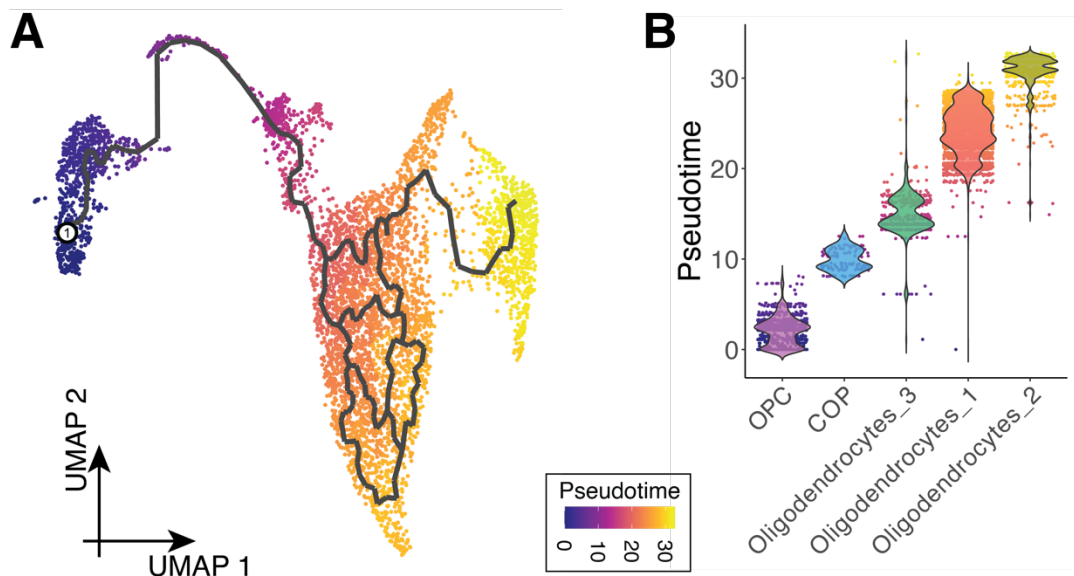 A
1
UMAP 2
UMAP 1
Pseudotime
0
10
20
30
B
Pseudotime
30
20
10
0
OPC
COP
Oligodendrocytes_3
Oligodendrocytes_1
Oligodendrocytes_2